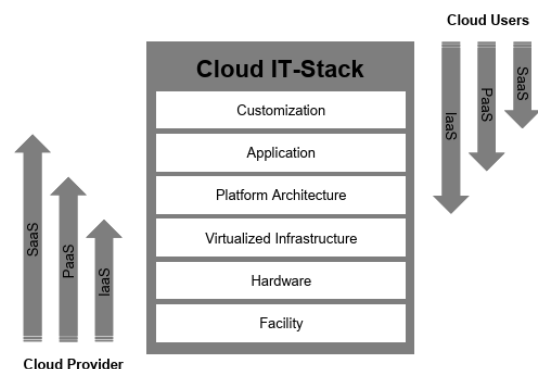 Cloud Users
Cloud IT-Stack
Customization
Application
Platform Architecture
Virtualized Infrastructure
Hardware
Facility
SaaS
PaaS
IaaS
Cloud Provider
IaaS
PaaS
SaaS